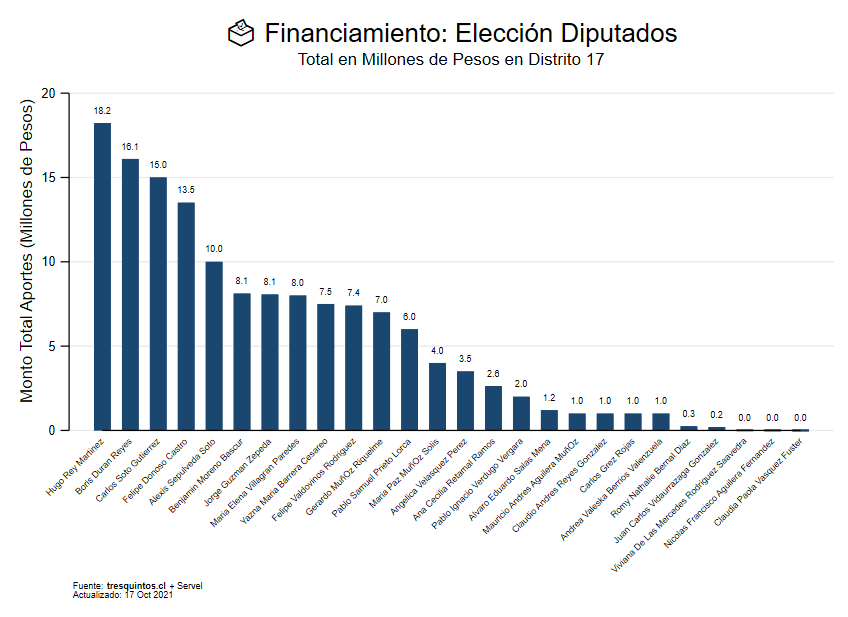 Financiamiento: Elección Diputados
Total en Millones de Pesos en Distrito 17
Monto Total Aportes (Millones de Pesos)
20
15
10
5
0
18.2
16.1
15.0
13.5
10.0
8.1
8.1
8.0
7.5
7.4
7.0
6.0
4.0
3.5
2.6
2.0
1.2
1.0
1.0
1.0
1.0
0.3
0.2
0.0
0.0
0.0
Hugo Rey Martinez
Boris Duran Reyes
Carlos Soto Gutierrez
Felipe Donoso Castro
Alexis Sepulveda Soto
Benjamin Moreno Bascur
Jorge Guzman Zepeda
Maria Elena Villagran Paredes
Yazna Maria Barrera Cesareo
Felipe Valdovinos Rodriguez
Gerardo MuñOz Riquelme
Pablo Samuel Prieto Lorca
Maria Paz MuñOz Solis
Angelica Velasquez Perez
Ana Cecilia Retamal Ramos
Pablo Ignacio Verdugo Vergara
Alvaro Eduardo Salas Mena
Mauricio Andres Aguilera MuñOz
Claudio Andres Reyes Gonzalez
Carlos Grez Rojas
Andrea Valeska Berrios Valenzuela
Romy Nathalie Bernal Diaz
Juan Carlos Vidaurrazaga Gonzalez
Viviana De Las Mercedes Rodriguez Saavedra
Nicolas Francisco Aguilera Fernandez
Claudia Paola Vasquez Fuster
Fuente: tresquintos.cl + Servel
Actualizado: 17 Oct 2021